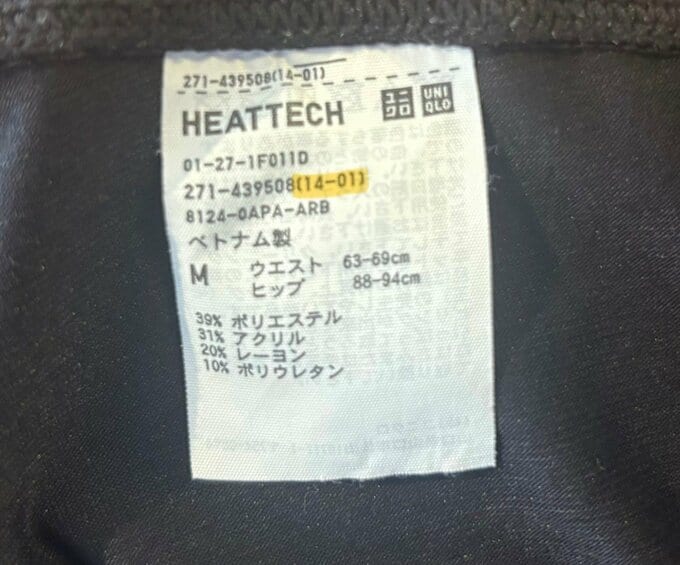 271-439508(14-01)
HEATTECH ユニクロ UNIQLO
01-27-1F011D
271-439508(14-01)
8124-0APA-ARB
ベトナム製
M ウエスト 63-69cm
ヒップ 88-94cm
39% ポリエステル
31% アクリル
20% レーヨン
10% ポリウレタン